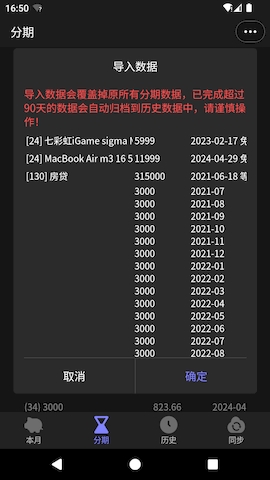 16:50
分期
导入数据
导入数据会覆盖掉原所有分期数据，已完成超过
90天的数据会自动归档到历史数据中，请谨慎操
作！
[24] 七彩虹iGame sigma 5999 2023-02-17 免
[24] MacBook Air m3 16 5 11999 2024-04-29 免
[130] 房贷 315000 2021-06-18 等
3000 2021-07
3000 2021-08
3000 2021-09
3000 2021-10
3000 2021-11
3000 2021-12
3000 2022-01
3000 2022-02
3000 2022-03
3000 2022-04
3000 2022-05
3000 2022-06
3000 2022-07
3000 2022-08
取消 确定
(34) 3000 823.66 2024-04
本月 分期 历史 同步